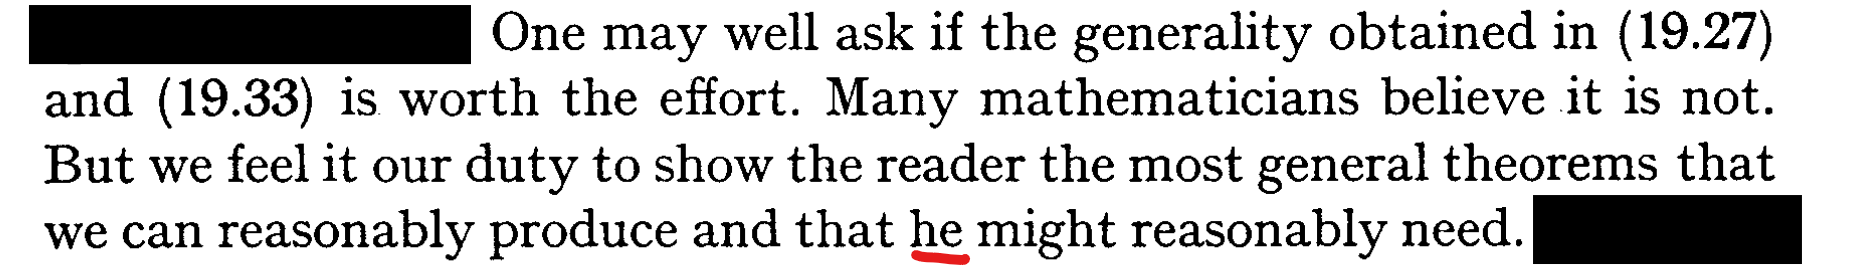 One may well ask if the generality obtained in (19.27)
and (19.33) is worth the effort. Many mathematicians believe it is not.
But we feel it our duty to show the reader the most general theorems that
we can reasonably produce and that he might reasonably need.